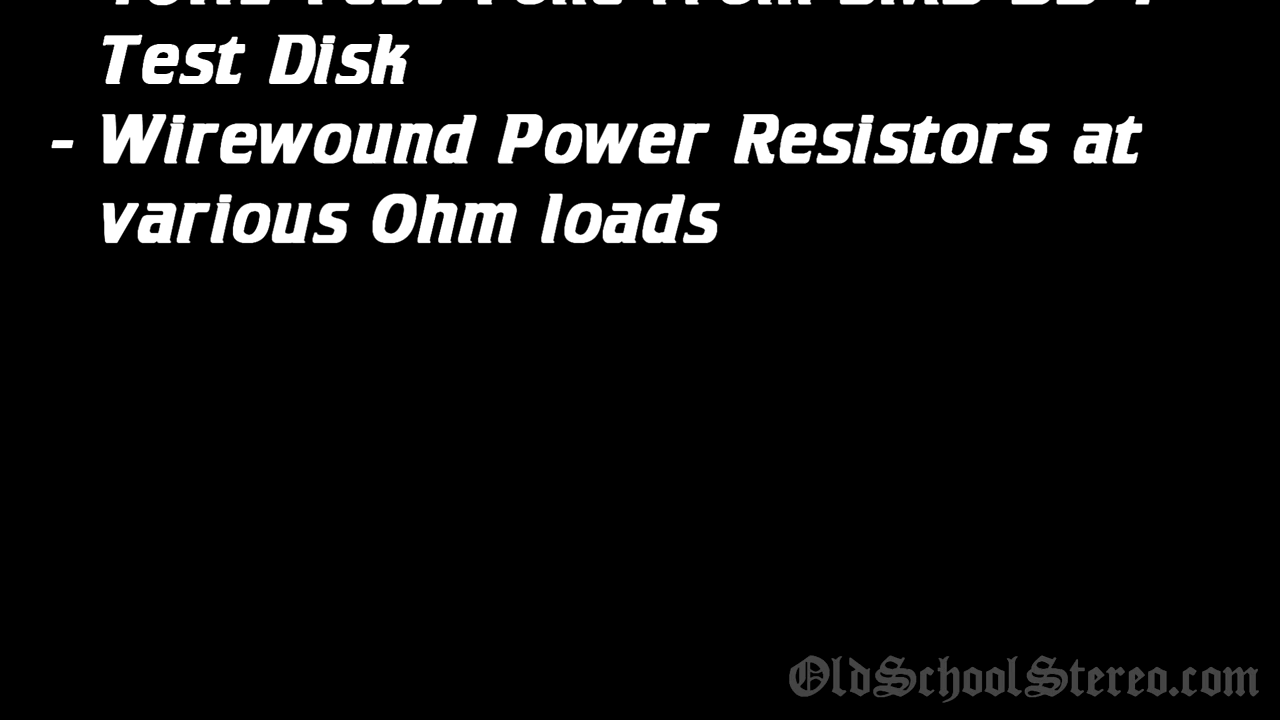 Test Disk
- Wirewound Power Resistors at
various Ohm loads
OldSchoolStereo.com